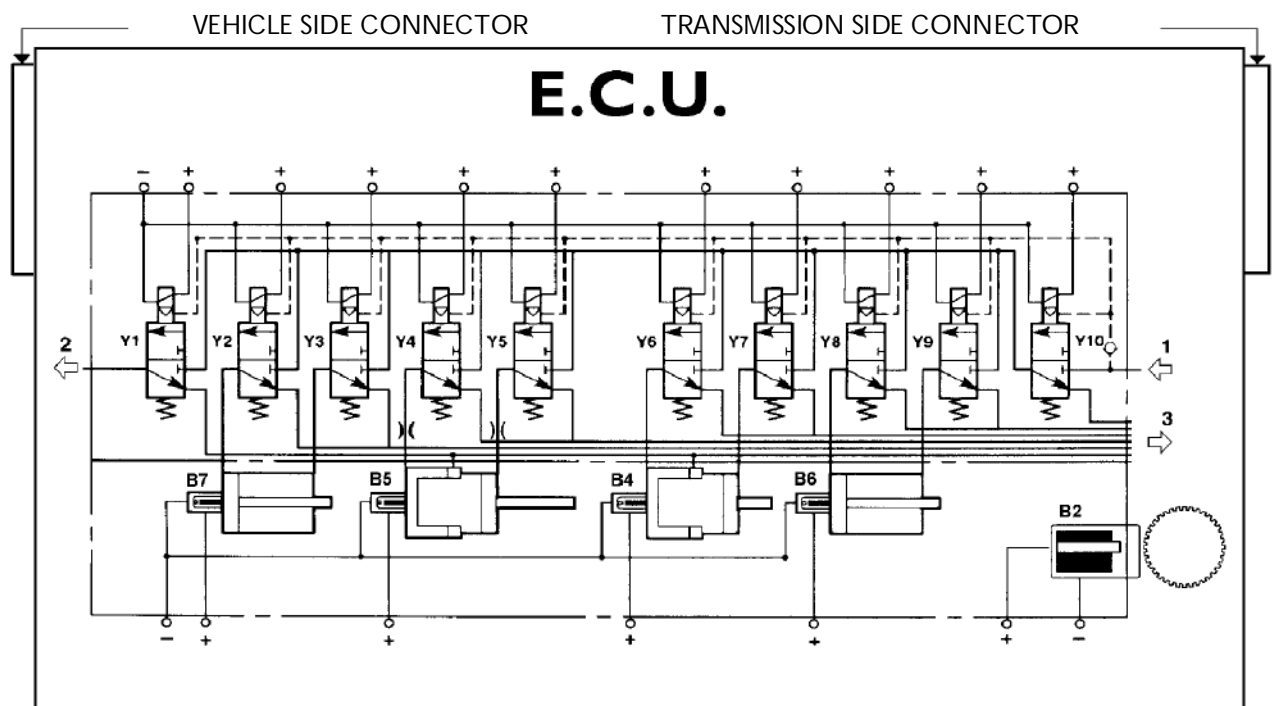 VEHICLE SIDE CONNECTOR TRANSMISSION SIDE CONNECTOR
E.C.U.
- + + + + + + + + + +
Y1 Y2 Y3 Y4 Y5 Y6 Y7 Y8 Y9 Y10
2 1
3
B7 B5 B4 B6 B2
- + + + + + -